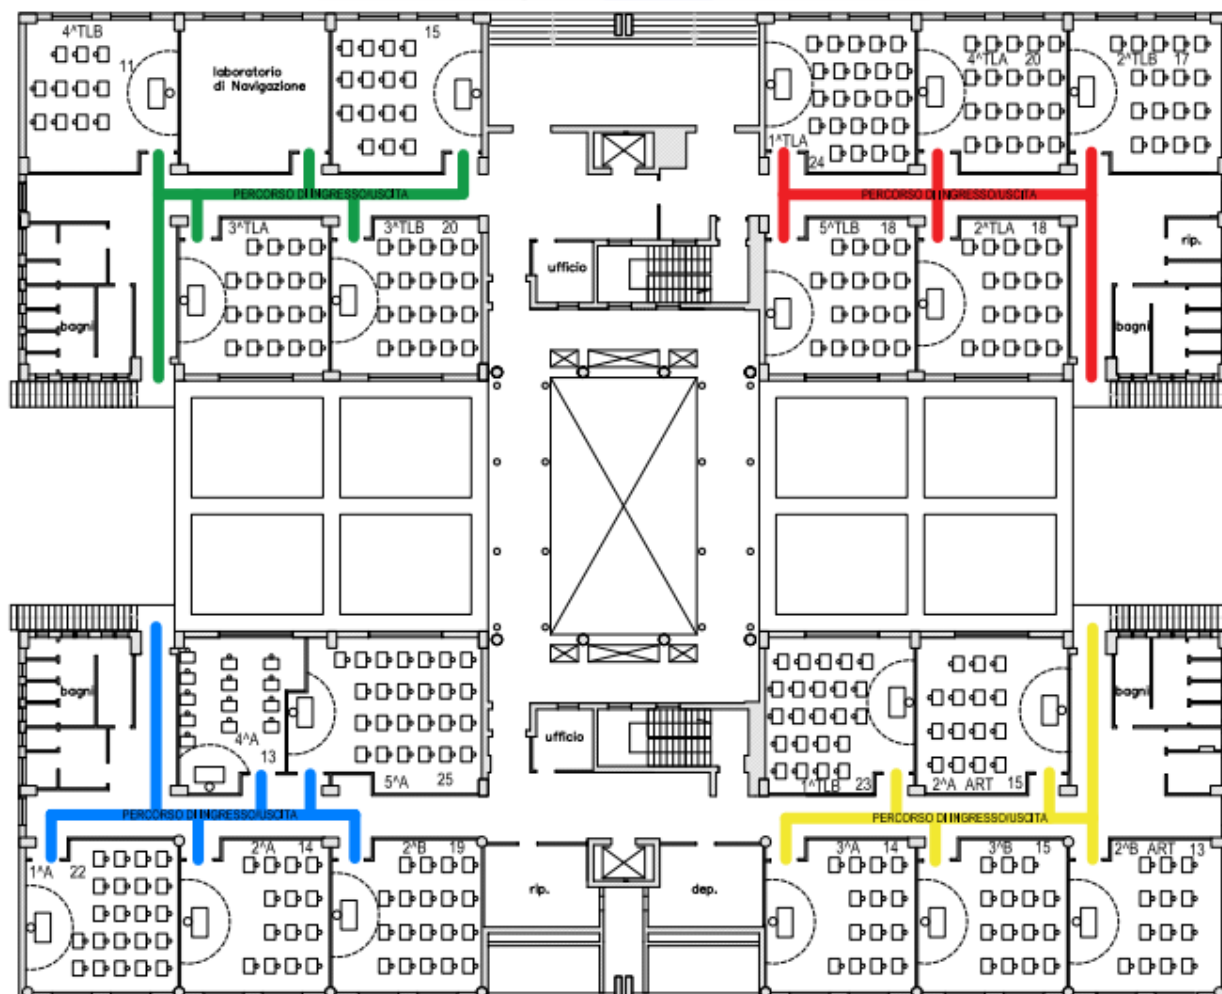 4^TLB
11
laboratorio
di Navigazione
15
1^TLA
24
4^TLA 20
2^TLB 17
PERCORSO DI INGRESSO/USCITA
PERCORSO DI INGRESSO/USCITA
3^TLA
3^TLB 20
5^TLB 18
2^TLA 18
rip.
ufficio
bagni
bagni
bagni
4^A
13
5^A 25
ufficio
bagni
1^TLB 23
2^A ART 15
PERCORSO DI INGRESSO/USCITA
PERCORSO DI INGRESSO/USCITA
1^A 22
2^A 14
2^B 19
rip.
dep.
3^A 14
3^B 15
2^B ART 13